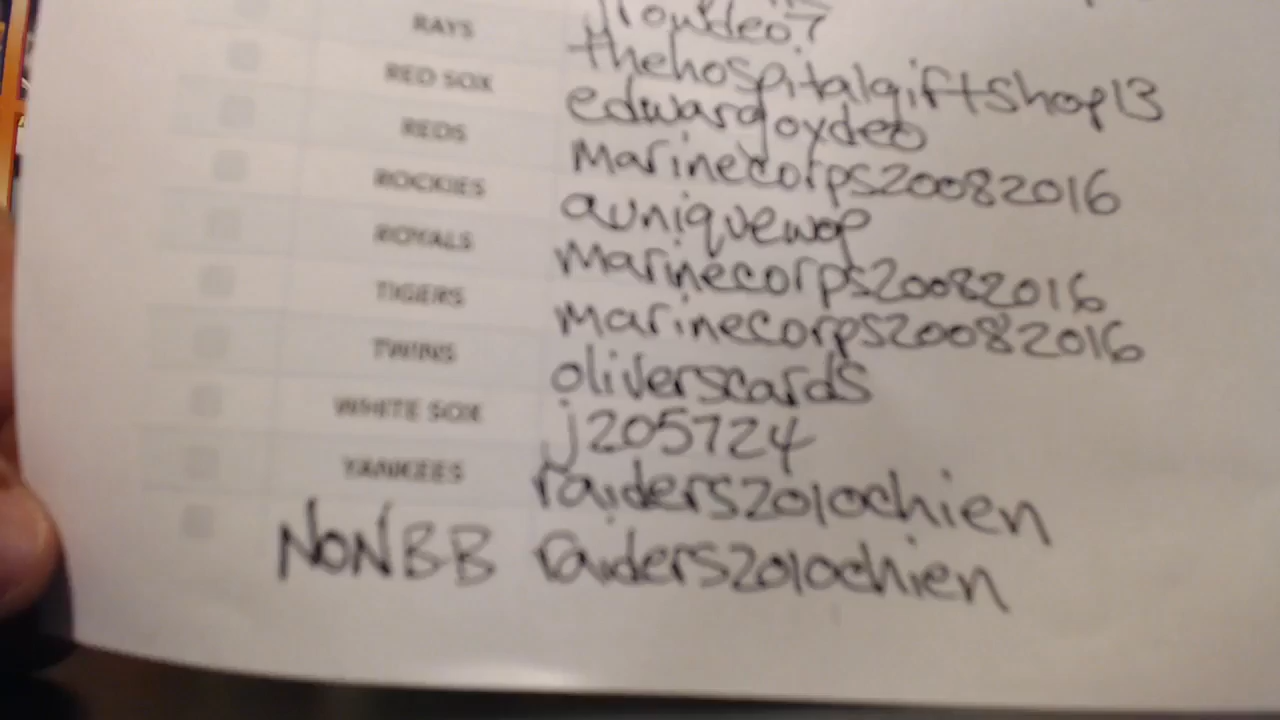 RAYS
RED SOX thehospitalgiftshop13
REDS edwardoydeo
ROCKIES marinecorps20082016
ROYALS auniquewop
TIGERS marinecorps20082016
TWINS marinecorps20082016
WHITE SOX oliverscards
YANKEES j205724
raiders2010chien
NONBB raiders2010chien